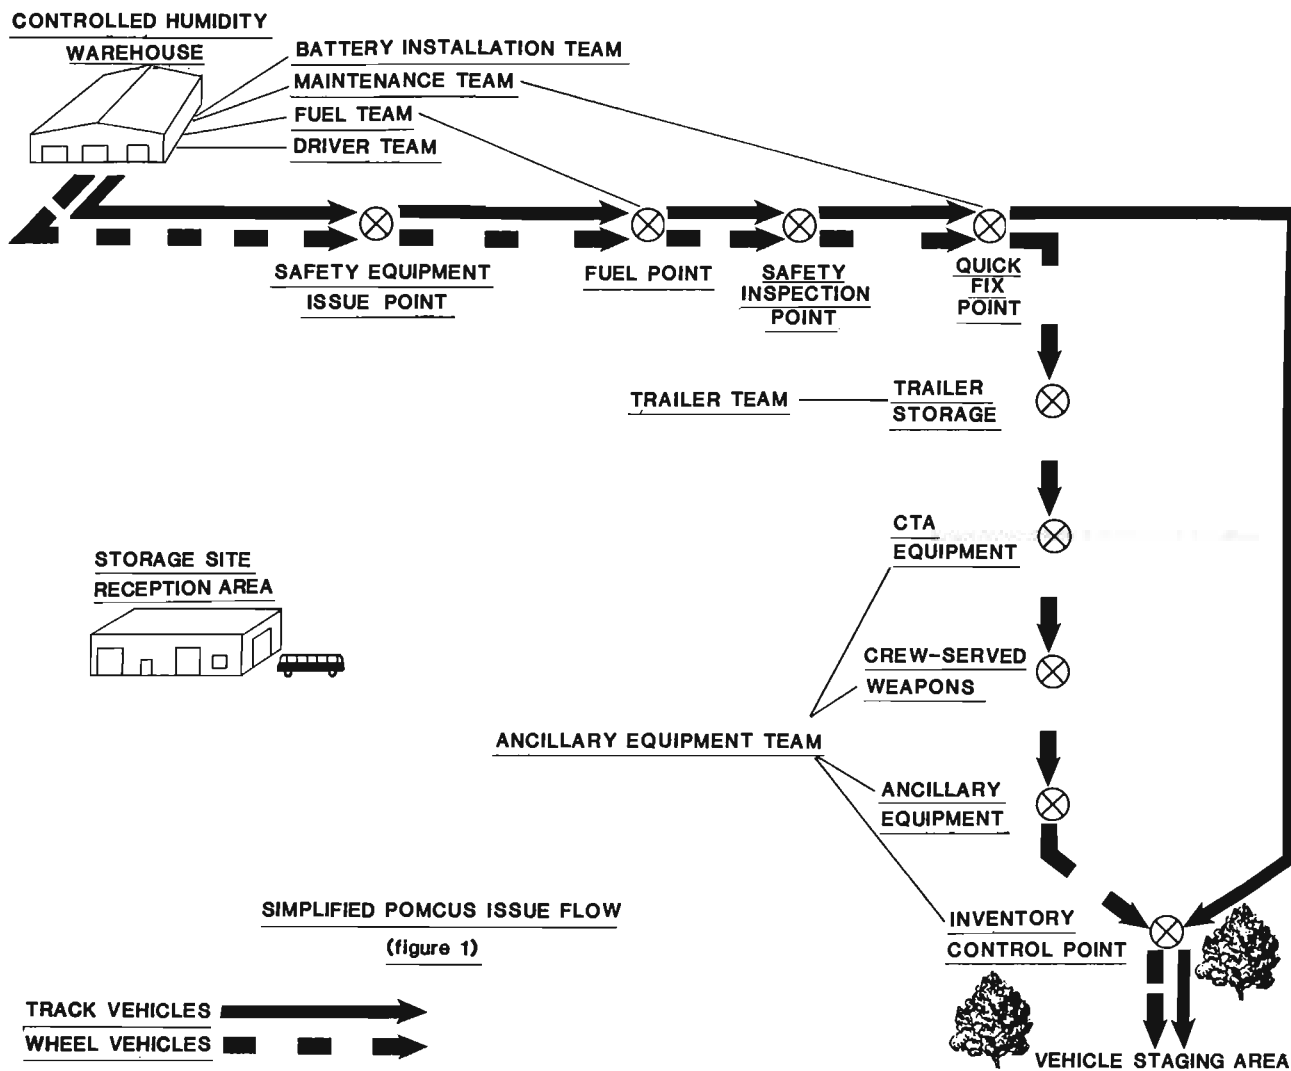 CONTROLLED HUMIDITY
WAREHOUSE
BATTERY INSTALLATION TEAM
MAINTENANCE TEAM
FUEL TEAM
DRIVER TEAM
SAFETY EQUIPMENT
ISSUE POINT
FUEL POINT
SAFETY
INSPECTION
POINT
QUICK
FIX
POINT
TRAILER TEAM
TRAILER
STORAGE
CTA
EQUIPMENT
STORAGE SITE
RECEPTION AREA
CREW-SERVED
WEAPONS
ANCILLARY EQUIPMENT TEAM
ANCILLARY
EQUIPMENT
SIMPLIFIED POMCUS ISSUE FLOW
(figure 1)
INVENTORY
CONTROL POINT
TRACK VEHICLES
WHEEL VEHICLES
VEHICLE STAGING AREA